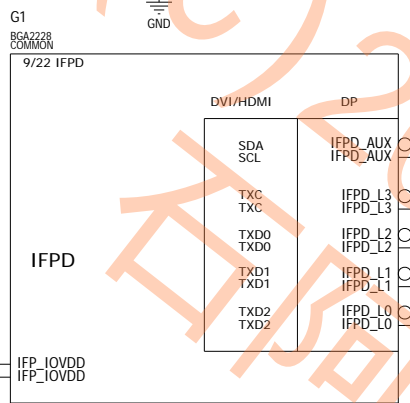 GND
G1
BGA2228
COMMON
9/22 IFPD
DVI/HDMI DP
SDA IFPD_AUX
SCL IFPD_AUX
TXC IFPD_L3
TXC IFPD_L3
TXD0 IFPD_L2
TXD0 IFPD_L2
IFPD
TXD1 IFPD_L1
TXD1 IFPD_L1
TXD2 IFPD_L0
TXD2 IFPD_L0
IFP_IOVDD
IFP_IOVDD